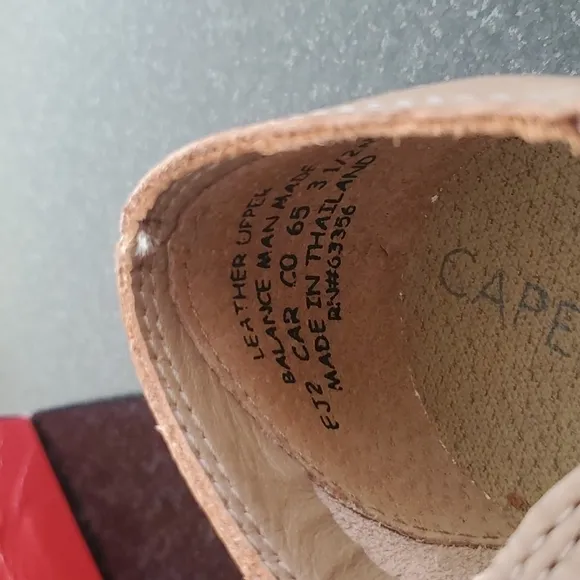 LEATHER UPPER
BALANCE MAN MADE
CAR CO 65 3 1/2
EJ2 MADE IN THAILAND
RN#63356
CAPE